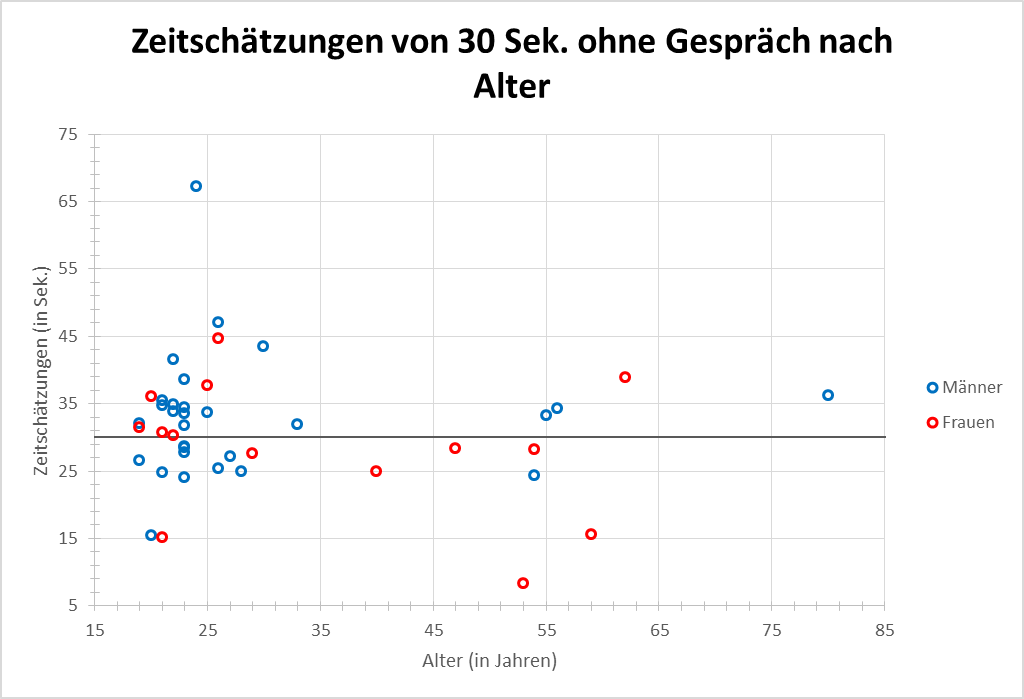 Zeitschätzungen von 30 Sek. ohne Gespräch nach
Alter
75
65
55
45
35
25
15
5
Zeitschätzungen (in Sek.)
15 25 35 45 55 65 75 85
Alter (in Jahren)
Männer
Frauen